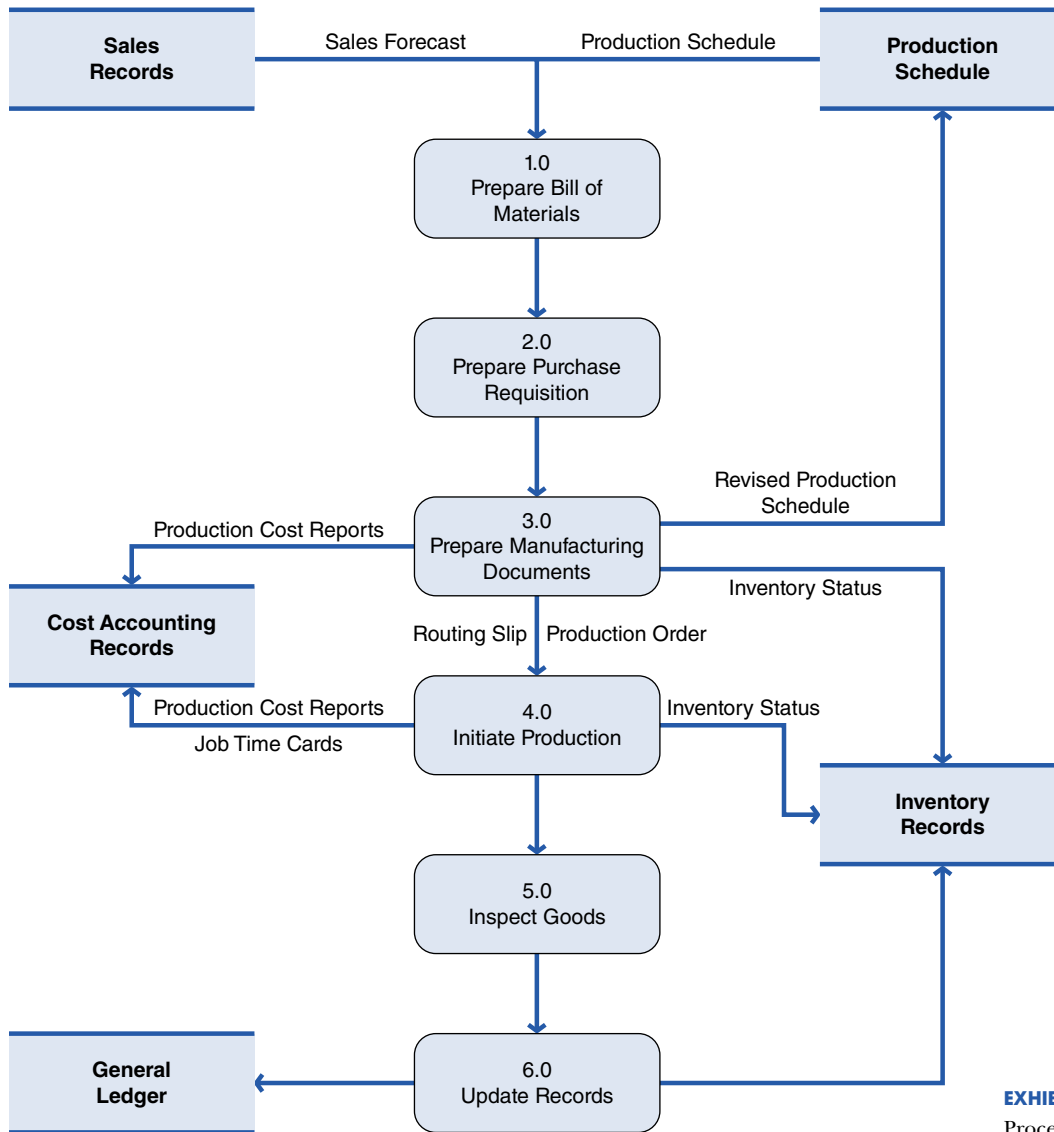 Sales
Records
Sales Forecast
Production Schedule
Production
Schedule
1.0
Prepare Bill of
Materials
2.0
Prepare Purchase
Requisition
Revised Production
Schedule
Production Cost Reports
3.0
Prepare Manufacturing
Documents
Inventory Status
Cost Accounting
Records
Routing Slip
Production Order
Production Cost Reports
Job Time Cards
4.0
Initiate Production
Inventory Status
Inventory
Records
5.0
Inspect Goods
General
Ledger
6.0
Update Records